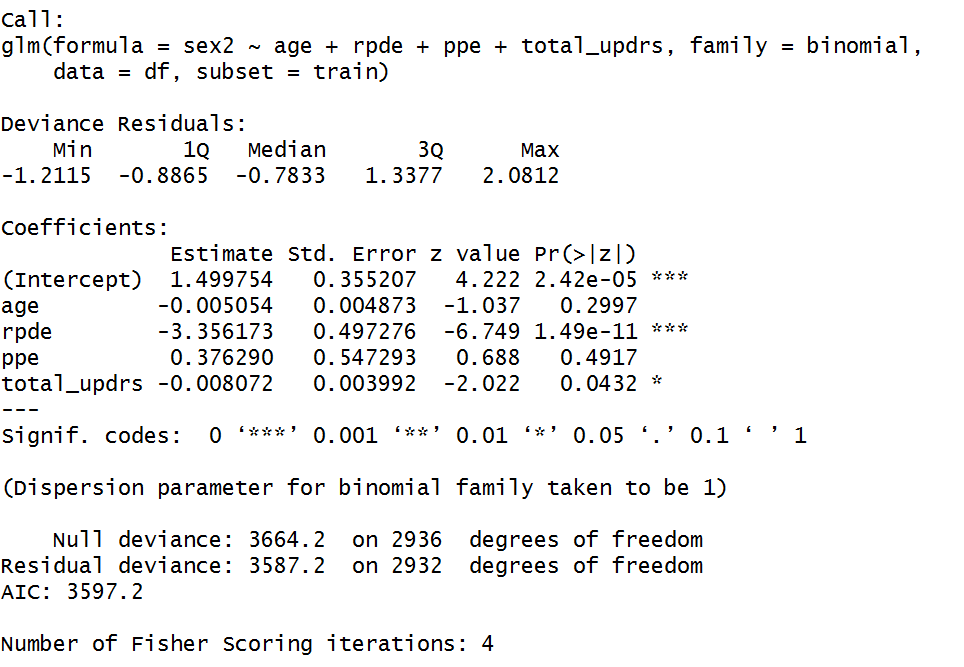 Call:
glm(formula = sex2 ~ age + rpde + ppe + total_updrs, family = binomial,
    data = df, subset = train)

Deviance Residuals:
    Min       1Q   Median       3Q      Max
-1.2115  -0.8865  -0.7833   1.3377   2.0812

Coefficients:
             Estimate Std. Error z value Pr(>|z|)
(Intercept)  1.499754   0.355207   4.222 2.42e-05 ***
age         -0.005054   0.004873  -1.037   0.2997
rpde        -3.356173   0.497276  -6.749 1.49e-11 ***
ppe          0.376290   0.547293   0.688   0.4917
total_updrs -0.008072   0.003992  -2.022   0.0432 *
---
Signif. codes:  0 ‘***’ 0.001 ‘**’ 0.01 ‘*’ 0.05 ‘.’ 0.1 ‘ ’ 1

(Dispersion parameter for binomial family taken to be 1)

    Null deviance: 3664.2  on 2936  degrees of freedom
Residual deviance: 3587.2  on 2932  degrees of freedom
AIC: 3597.2

Number of Fisher Scoring iterations: 4